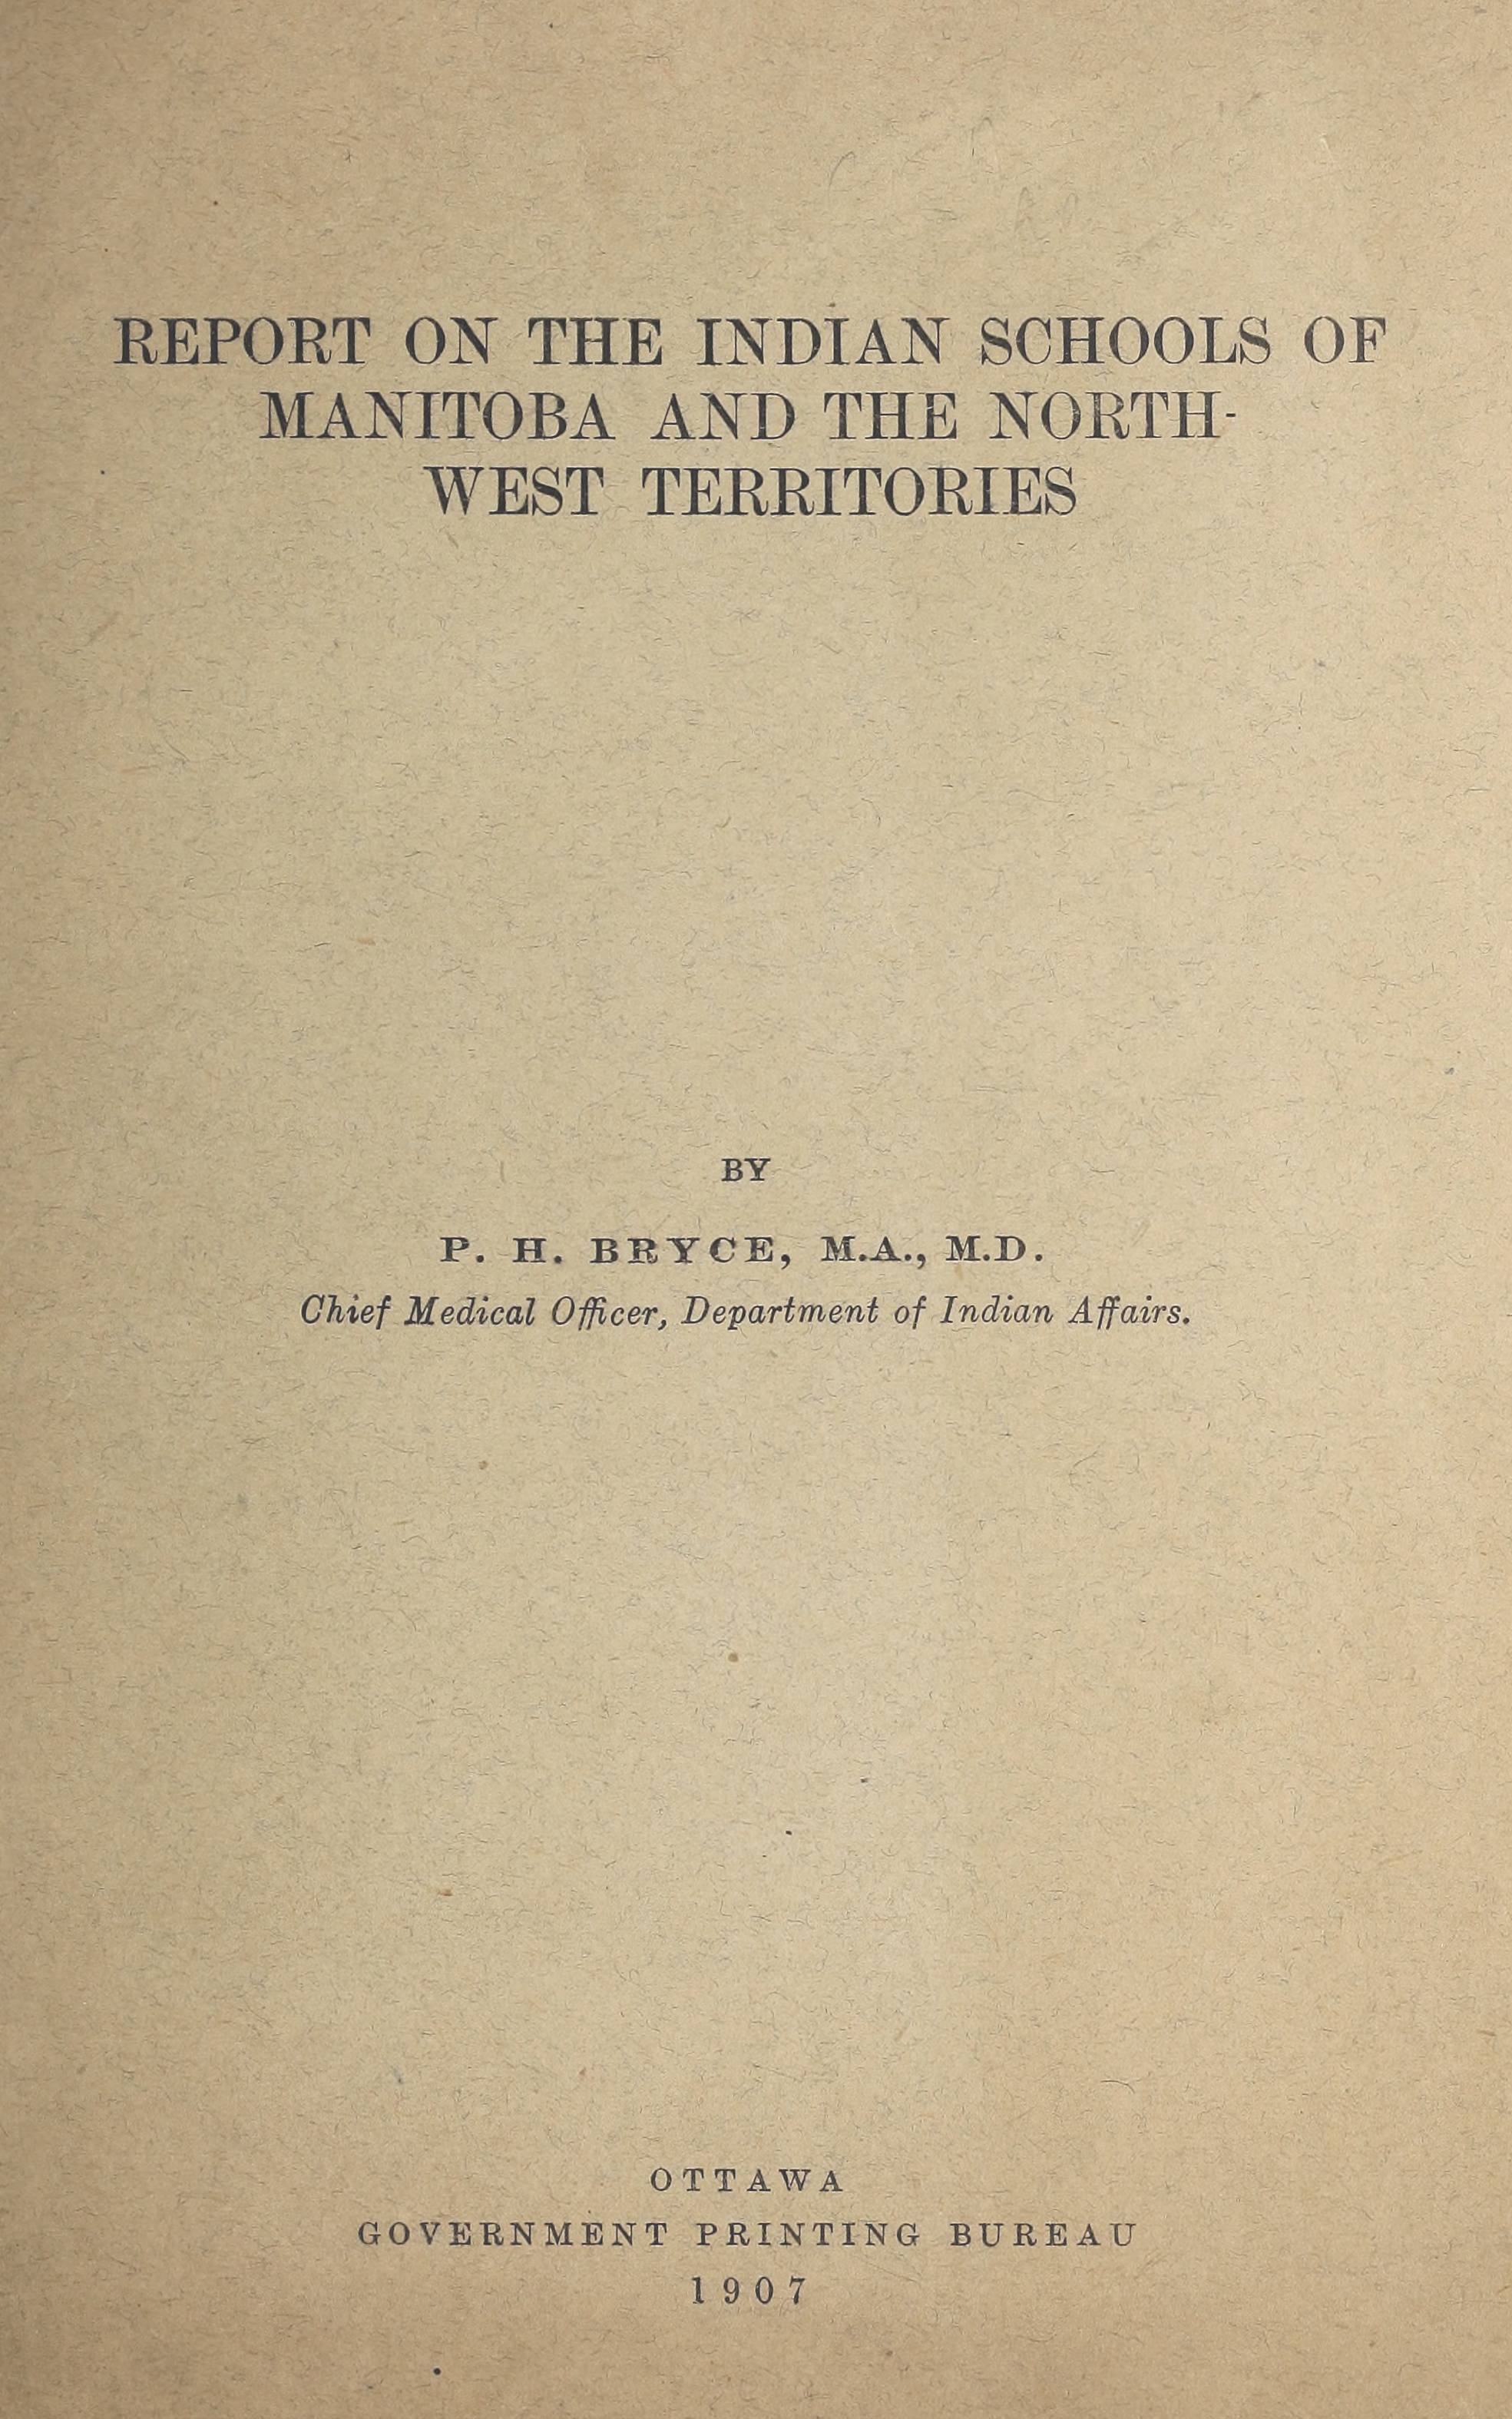 REPORT ON THE INDIAN SCHOOLS OF
MANITOBA AND THE NORTH-
WEST TERRITORIES
BY
P. H. BRYCE, M.A., M.D.
Chief Medical Officer, Department of Indian Affairs.
OTTAWA
GOVERNMENT PRINTING BUREAU
1907